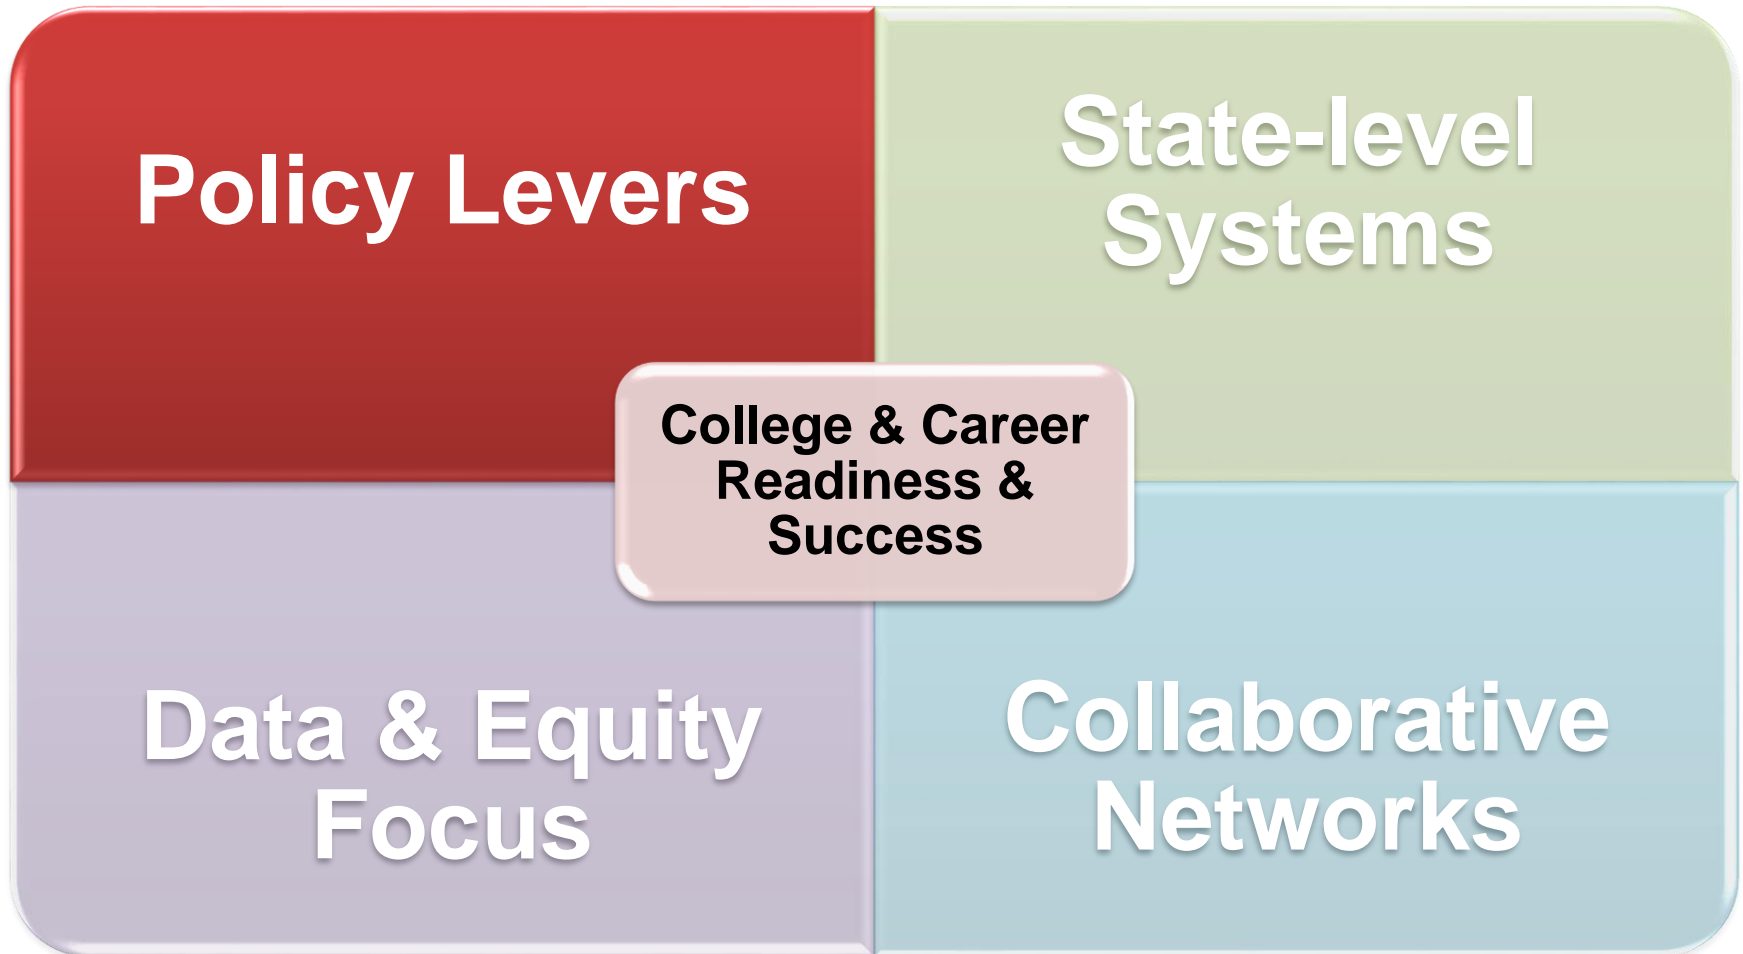 Policy Levers
State-level
Systems
College & Career
Readiness &
Success
Data & Equity
Focus
Collaborative
Networks